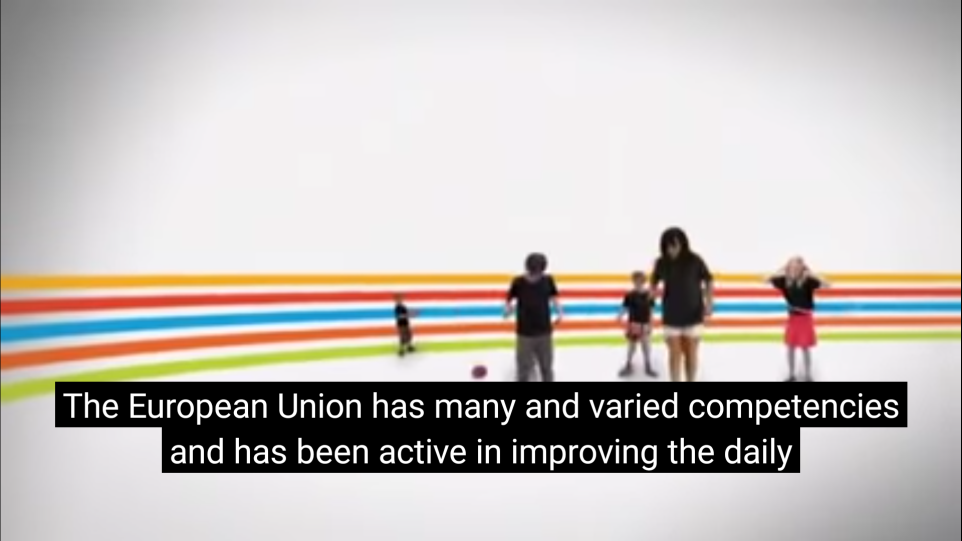 The European Union has many and varied competencies
and has been active in improving the daily